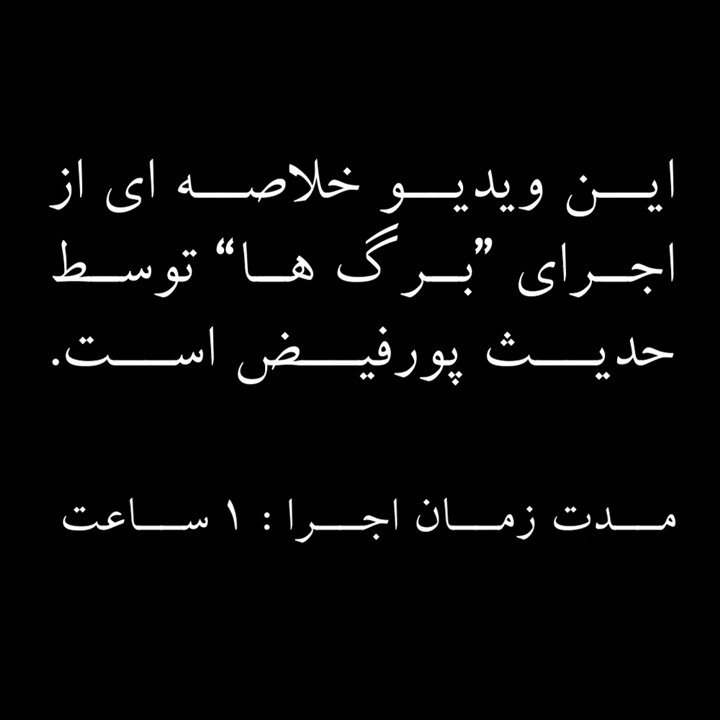 این ویدیو خلاصه ای از
اجرای ”برگ ها“ توسط
حدیث پورفیض است.
مدت زمان اجرا : ۱ ساعت